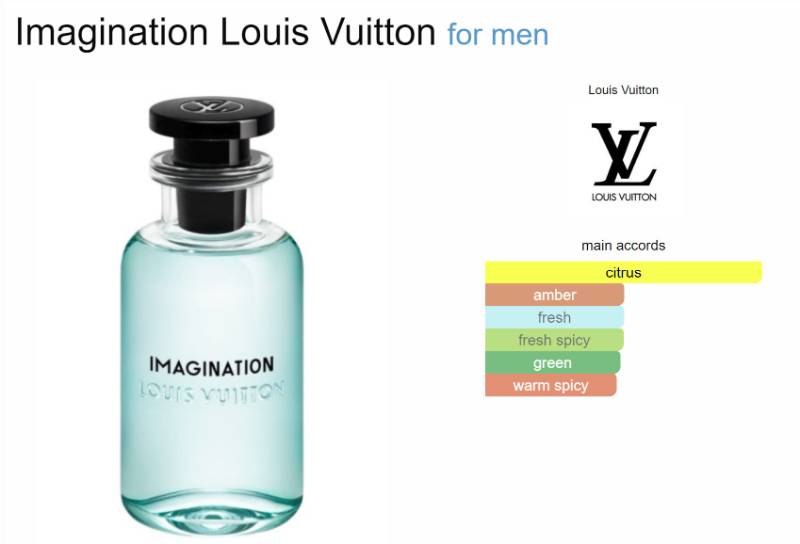 Imagination Louis Vuitton for men
Louis Vuitton
LV
LOUIS VUITTON
main accords
citrus
amber
fresh
fresh spicy
green
warm spicy
LV
IMAGINATION
LOUIS VUITTON